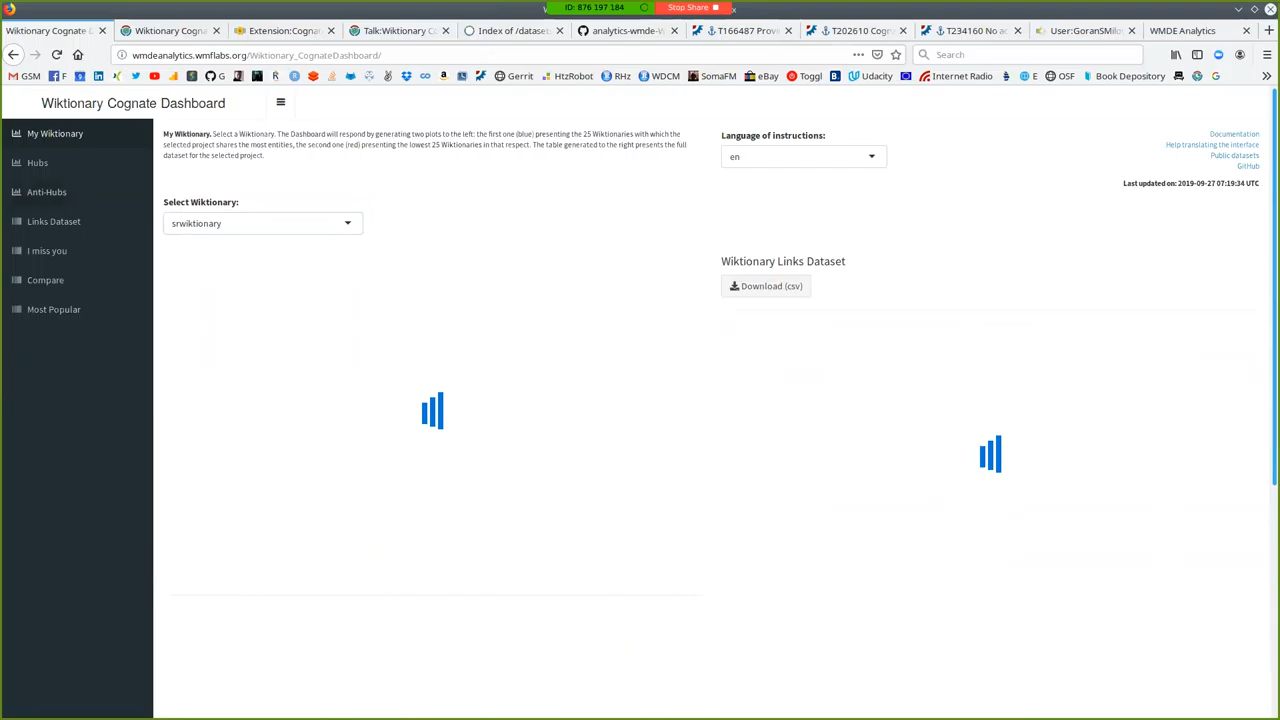 ID: 876 197 184
Stop Share
Wiktionary Cognate D
Wiktionary Cogna
Extension:Cogna
Talk:Wiktionary C
Index of /datase
analytics-wmde-W
T166487 Prove
T202610 Cogn
T234160 No ac
User:GoranSMilo
WMDE Analytics
wmdeanalytics.wmflabs.org/Wiktionary_CognateDashboard/
Search
GSM
F
G
R
Gerrit
HtzRobot
RHz
WDCM
SomaFM
eBay
Toggl
B
Udacity
Internet Radio
E
OSF
Book Depository
Wiktionary Cognate Dashboard
My Wiktionary
Hubs
Anti-Hubs
Links Dataset
I miss you
Compare
Most Popular
My Wiktionary. Select a Wiktionary. The Dashboard will respond by generating two plots to the left: the first one (blue) presenting the 25 Wiktionaries with which the
selected project shares the most entities, the second one (red) presenting the lowest 25 Wiktionaries in that respect. The table generated to the right presents the full
dataset for the selected project.
Select Wiktionary:
srwiktionary
Language of instructions:
en
Documentation
Help translating the interface
Public datasets
GitHub
Last updated on: 2019-09-27 07:19:34 UTC
Wiktionary Links Dataset
Download (csv)